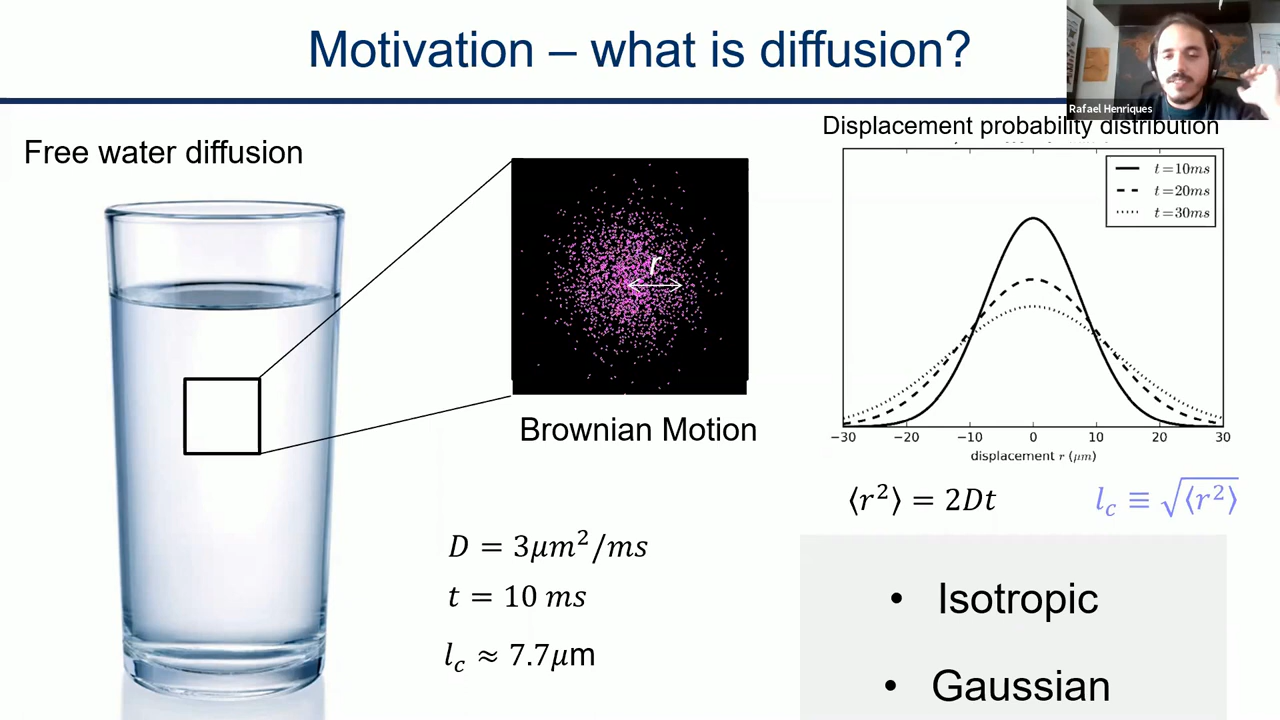 Motivation – what is diffusion?
Rafael Henriques
Free water diffusion
Displacement probability distribution
t=10ms
t=20ms
t=30ms
r
−30 −20 −10 0 10 20 30
displacement r (μm)
Brownian Motion
⟨r²⟩ = 2Dt
l_c ≡ √⟨r²⟩
D = 3μm²/ms
t = 10 ms
l_c ≈ 7.7μm
• Isotropic
• Gaussian